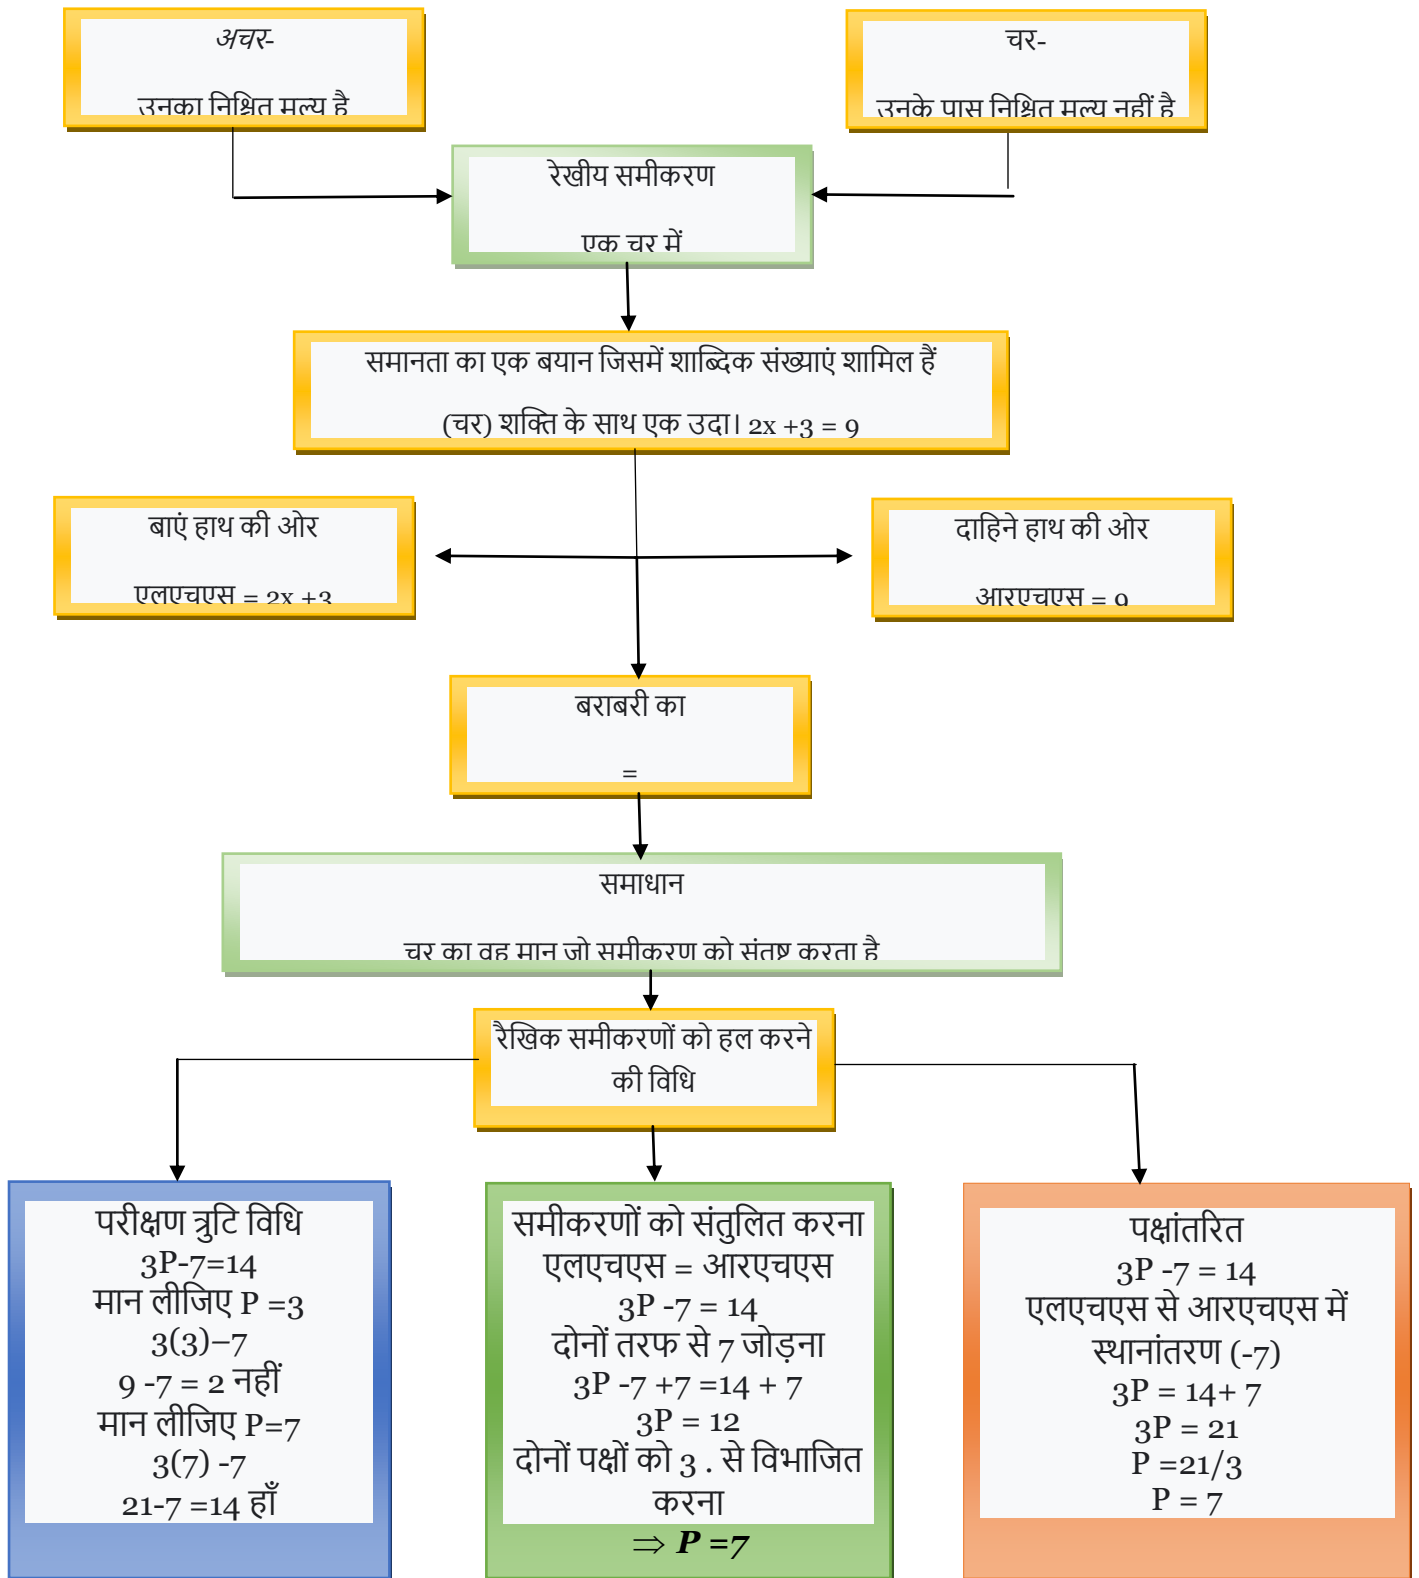 अचर-
उनका निश्चित मूल्य है
चर-
उनके पास निश्चित मूल्य नहीं है
रेखीय समीकरण
एक चर में
समानता का एक बयान जिसमें शाब्दिक संख्याएं शामिल हैं
(चर) शक्ति के साथ एक उदा। 2x +3 = 9
बाएं हाथ की ओर
एलएचएस = 2x +3
दाहिने हाथ की ओर
आरएचएस = 9
बराबरी का
=
समाधान
चर का वह मान जो समीकरण को संतुष्ट करता है
रैखिक समीकरणों को हल करने
की विधि
परीक्षण त्रुटि विधि
3P-7=14
मान लीजिए P =3
3(3)–7
9 -7 = 2 नहीं
मान लीजिए P=7
3(7) -7
21-7 =14 हाँ
समीकरणों को संतुलित करना
एलएचएस = आरएचएस
3P -7 = 14
दोनों तरफ से 7 जोड़ना
3P -7 +7 =14 + 7
3P = 12
दोनों पक्षों को 3 . से विभाजित
करना
⇒ P =7
पक्षांतरित
3P -7 = 14
एलएचएस से आरएचएस में
स्थानांतरण (-7)
3P = 14+ 7
3P = 21
P =21/3
P = 7